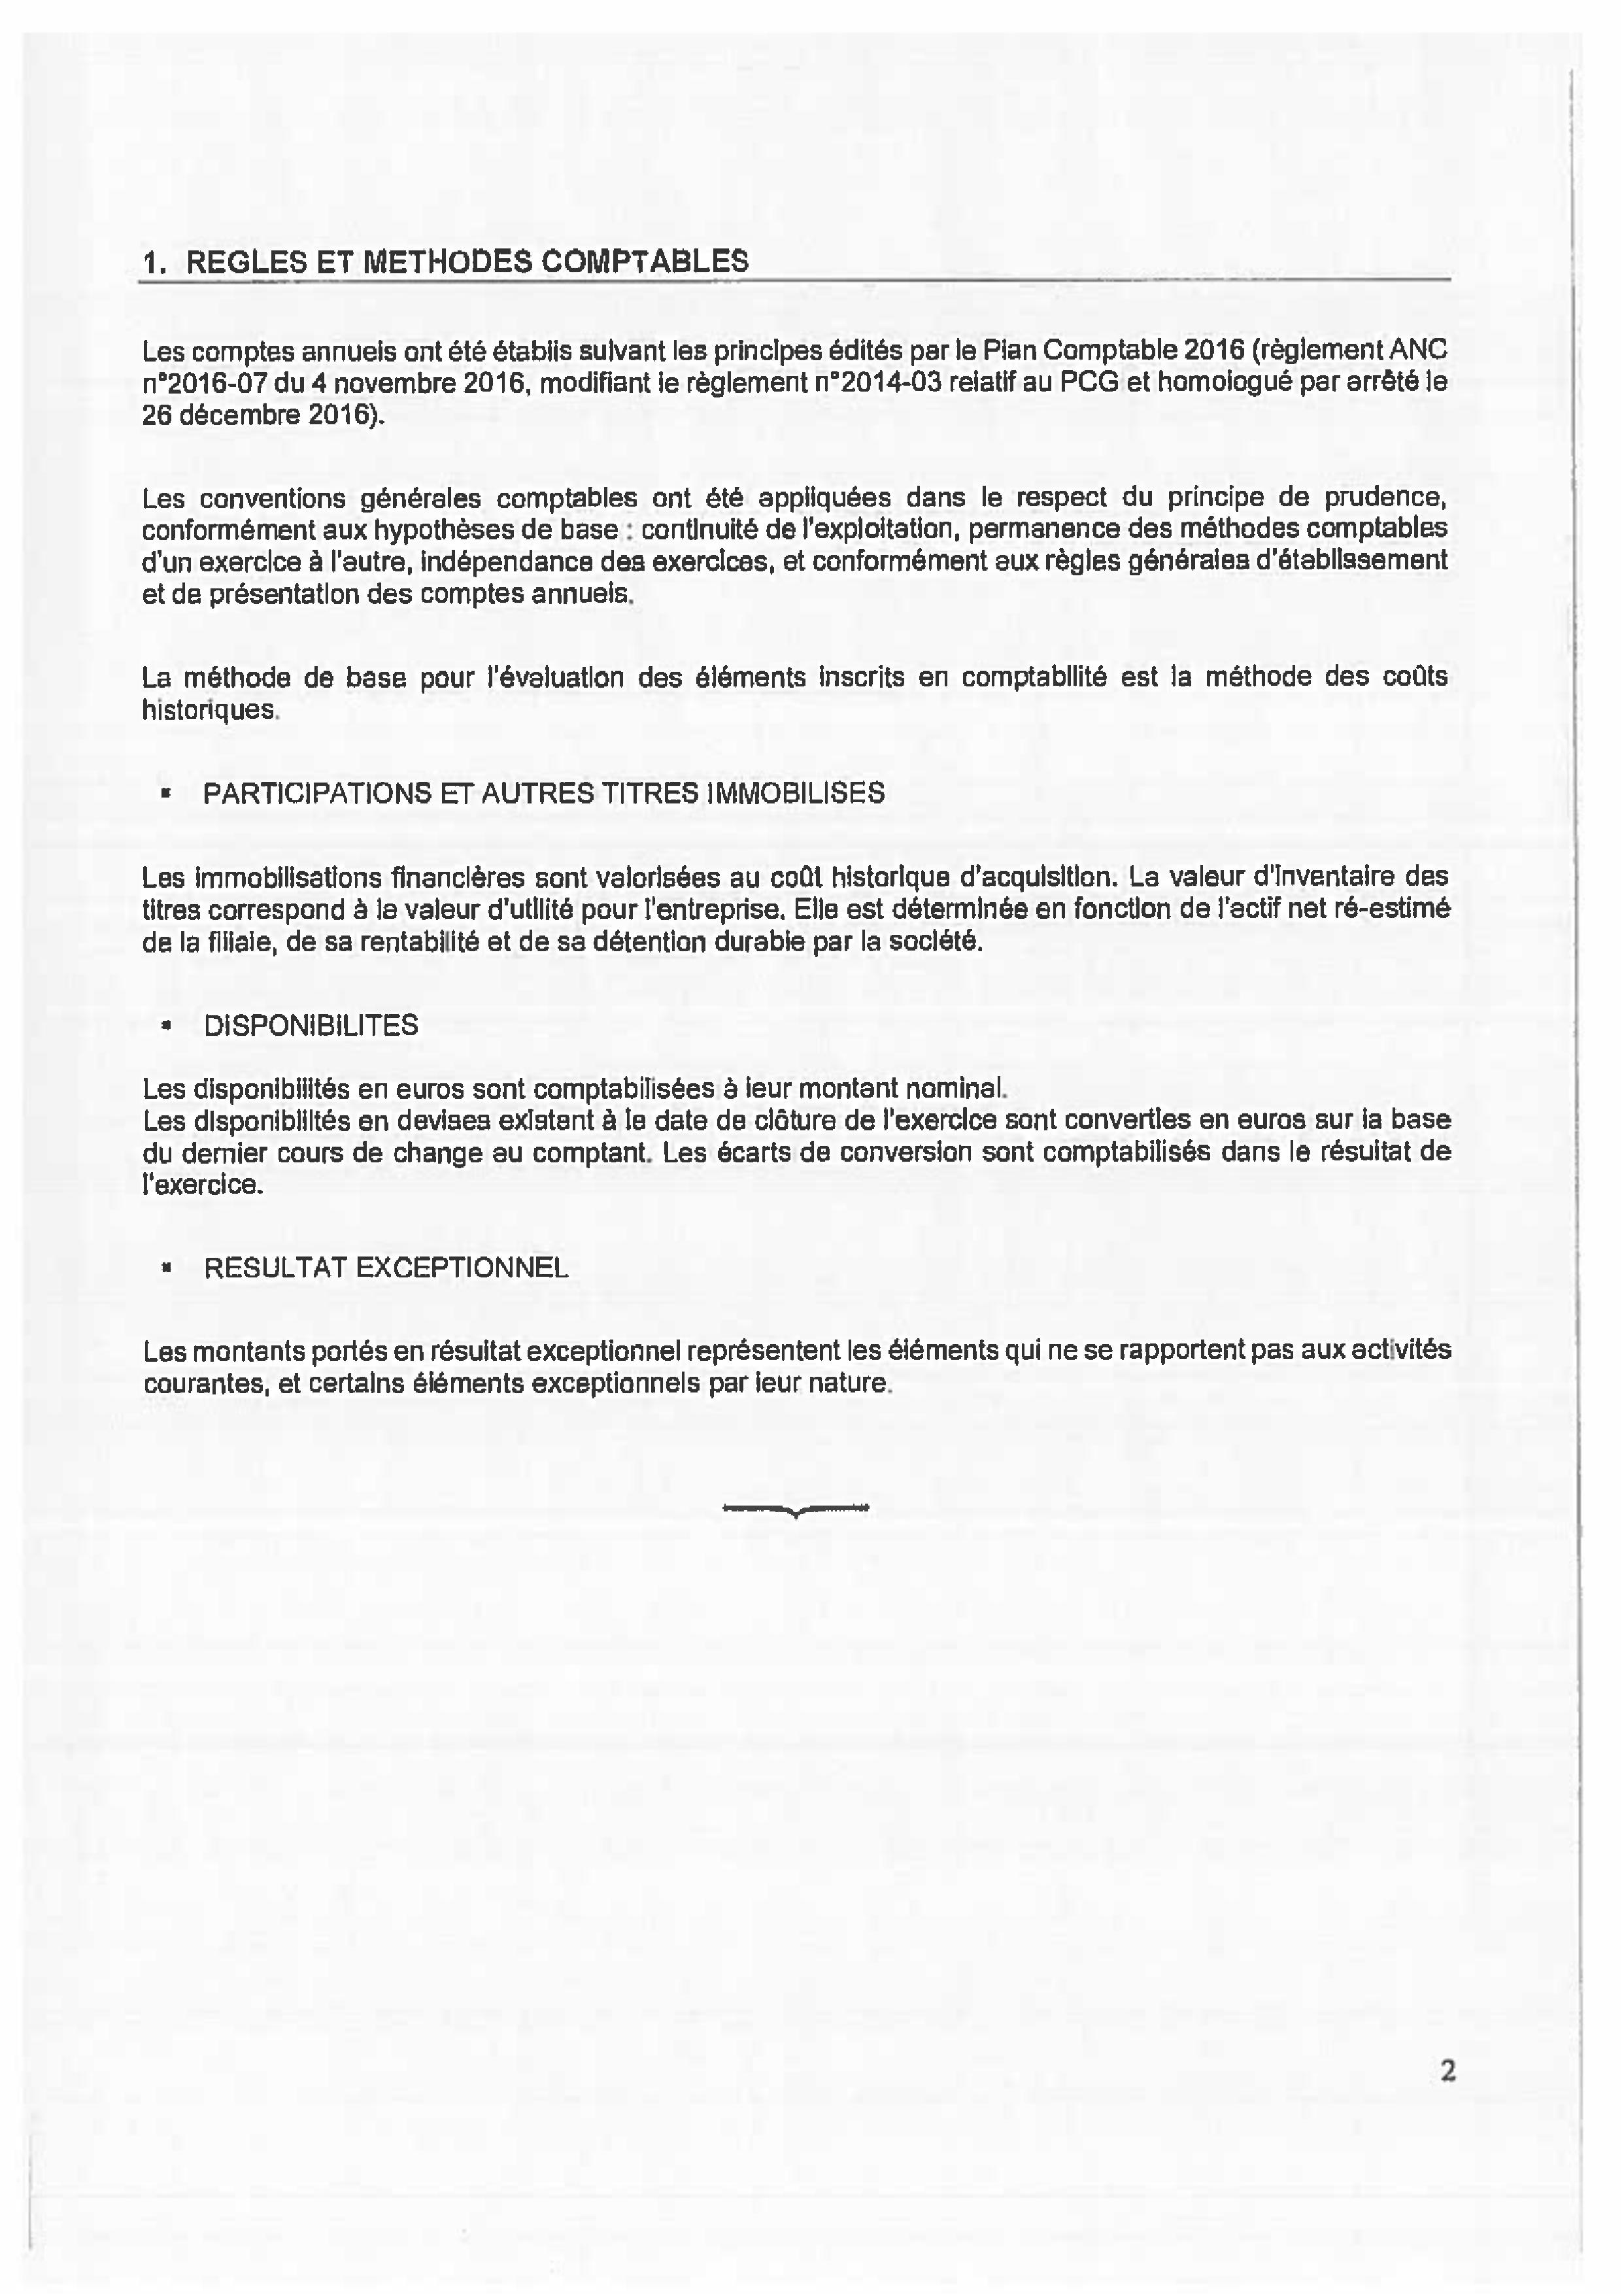 1. REGLES ET METHODES COMPTABLES
Les comptes annuels ont été établis suivant les principes édités par le Plan Comptable 2016 (règlement ANC
n°2016-07 du 4 novembre 2016, modifiant le règlement n°2014-03 relatif au PCG et homologué par arrêté le
26 décembre 2016).
Les conventions générales comptables ont été appliquées dans le respect du principe de prudence,
conformément aux hypothèses de base : continuité de l'exploitation, permanence des méthodes comptables
d'un exercice à l'autre, indépendance des exercices, et conformément aux règles générales d'établissement
et de présentation des comptes annuels.
La méthode de base pour l'évaluation des éléments inscrits en comptabilité est la méthode des coûts
historiques.
▪ PARTICIPATIONS ET AUTRES TITRES IMMOBILISES
Les immobilisations financières sont valorisées au coût historique d'acquisition. La valeur d'inventaire des
titres correspond à la valeur d'utilité pour l'entreprise. Elle est déterminée en fonction de l'actif net ré-estimé
de la filiale, de sa rentabilité et de sa détention durable par la société.
▪ DISPONIBILITES
Les disponibilités en euros sont comptabilisées à leur montant nominal.
Les disponibilités en devises existant à la date de clôture de l'exercice sont converties en euros sur la base
du dernier cours de change au comptant. Les écarts de conversion sont comptabilisés dans le résultat de
l'exercice.
▪ RESULTAT EXCEPTIONNEL
Les montants portés en résultat exceptionnel représentent les éléments qui ne se rapportent pas aux activités
courantes, et certains éléments exceptionnels par leur nature.
2